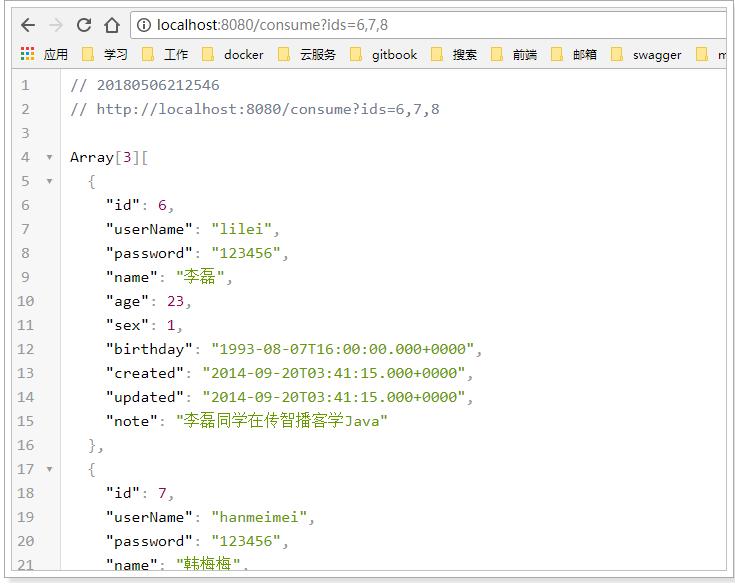 localhost:8080/consume?ids=6,7,8
应用 学习 工作 docker 云服务 gitbook 搜索 前端 邮箱 swagger
1 // 20180506212546
2 // http://localhost:8080/consume?ids=6,7,8
3
4 Array[3][
5 {
6 "id": 6,
7 "userName": "lilei",
8 "password": "123456",
9 "name": "李磊",
10 "age": 23,
11 "sex": 1,
12 "birthday": "1993-08-07T16:00:00.000+0000",
13 "created": "2014-09-20T03:41:15.000+0000",
14 "updated": "2014-09-20T03:41:15.000+0000",
15 "note": "李磊同学在传智播客学Java"
16 },
17 {
18 "id": 7,
19 "userName": "hanmeimei",
20 "password": "123456",
21 "name": "韩梅梅",